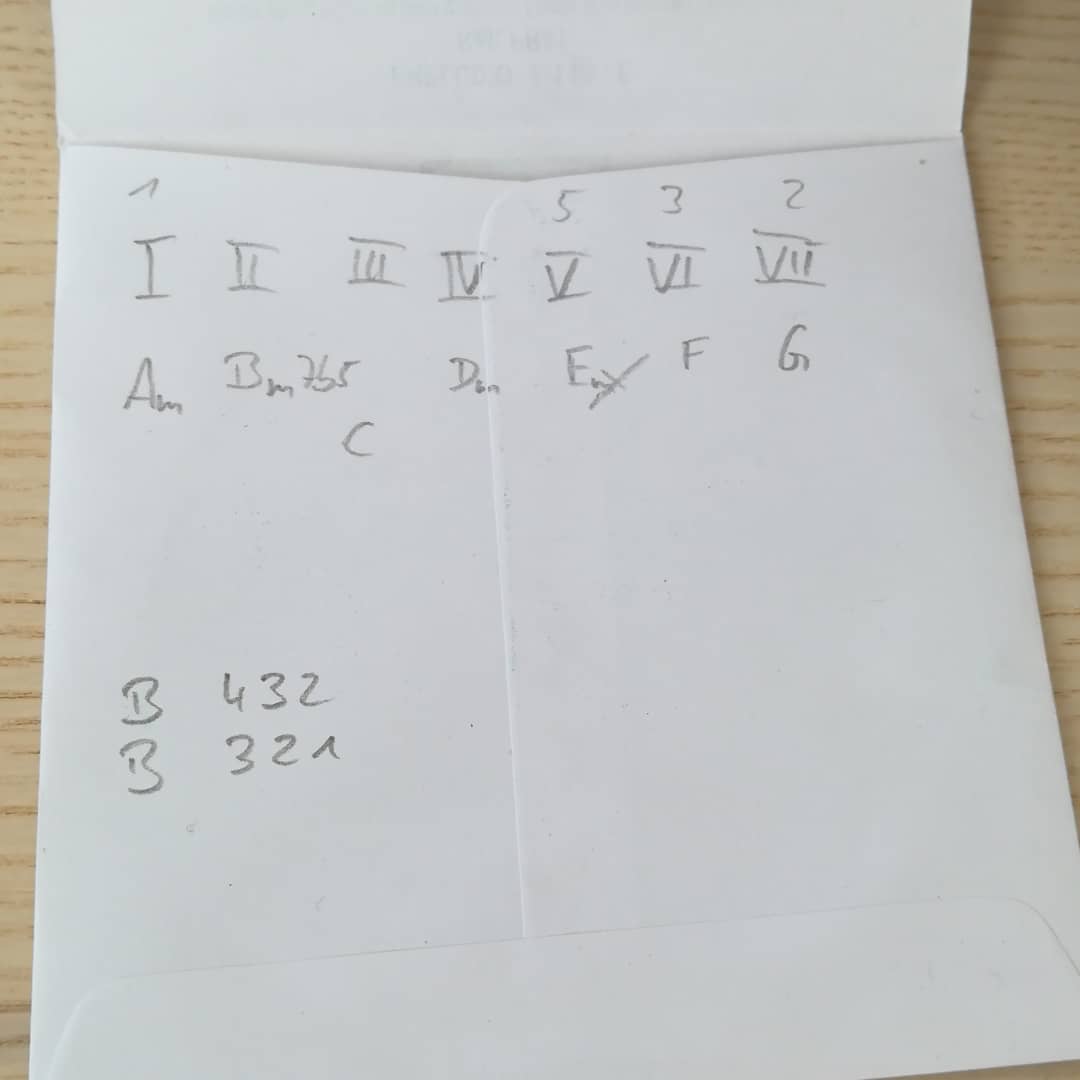 1 5 3 2
I II III IV V VI VII
Am Bm7b5 Dm Em F G
C
B 432
B 321